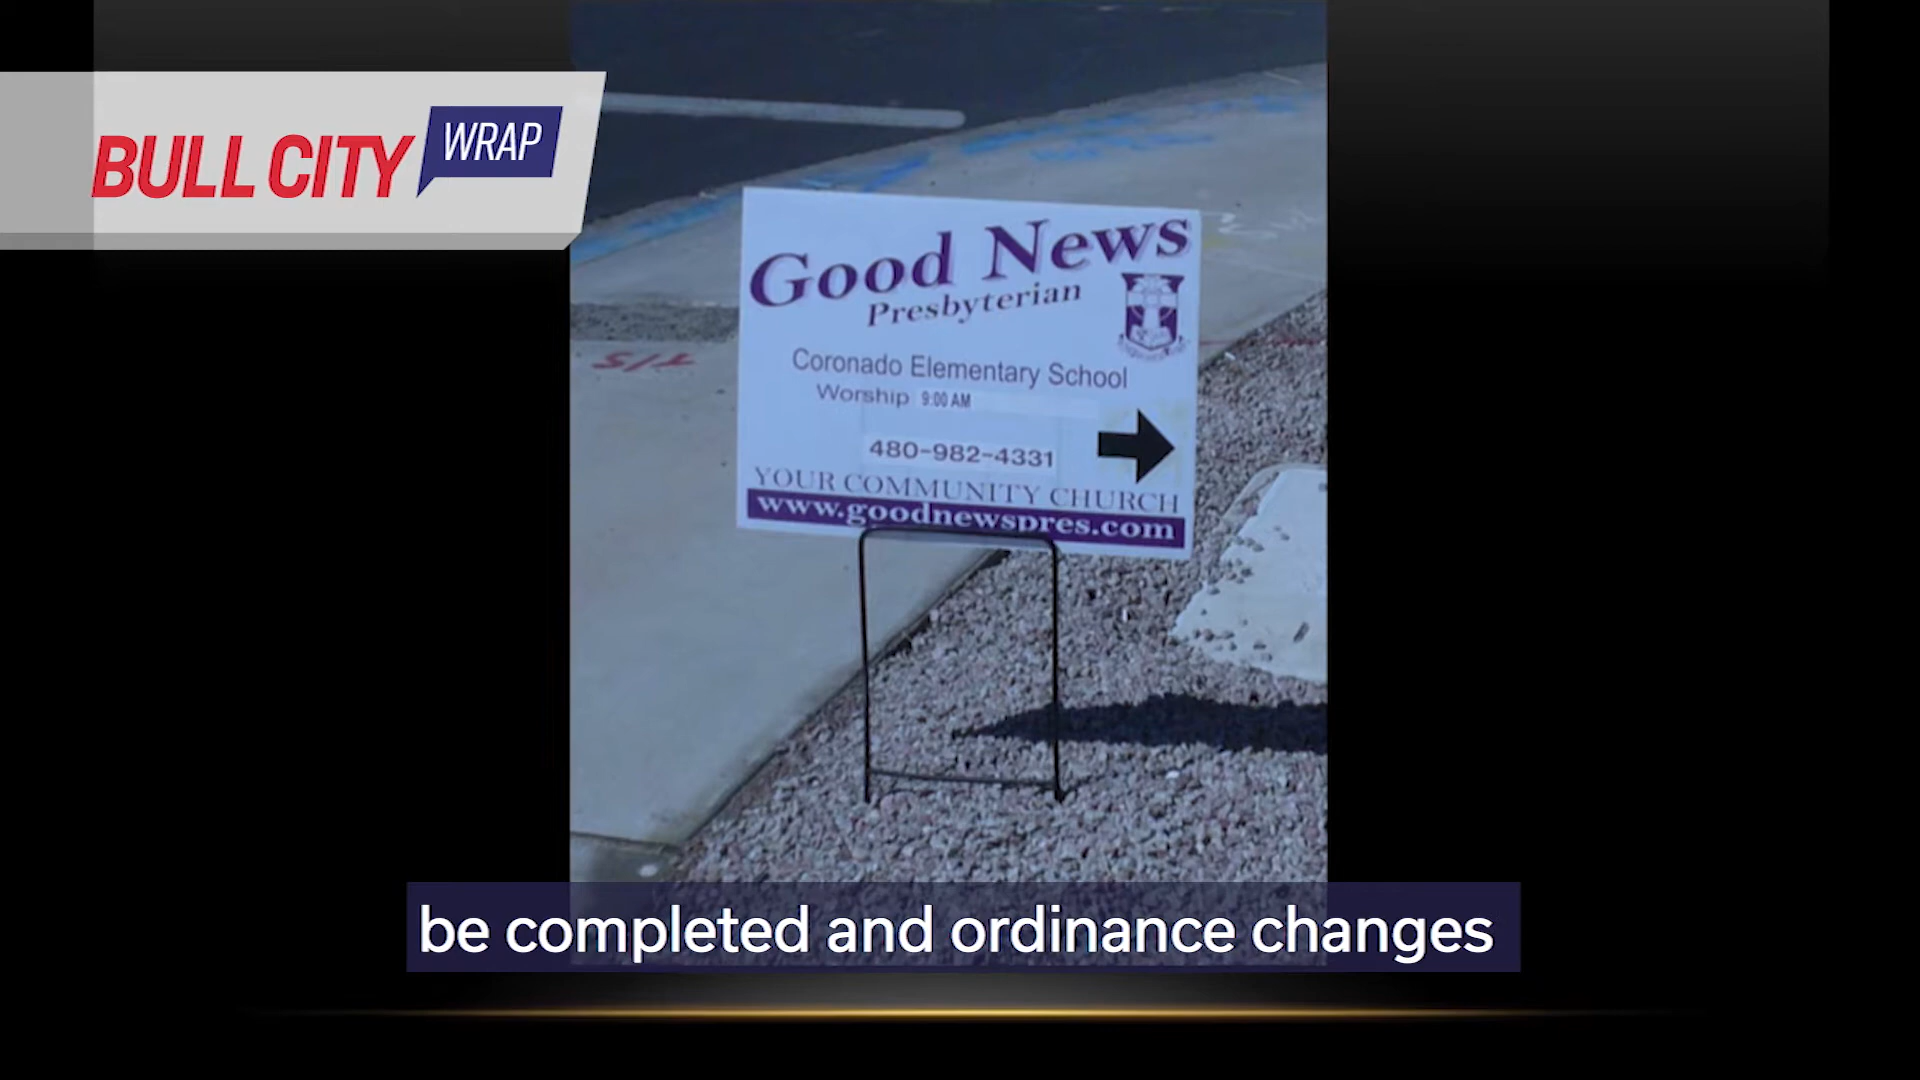 BULL CITY WRAP
Good News
Presbyterian
Coronado Elementary School
Worship 9:00 AM
480-982-4331
YOUR COMMUNITY CHURCH
www.goodnewspres.com
be completed and ordinance changes